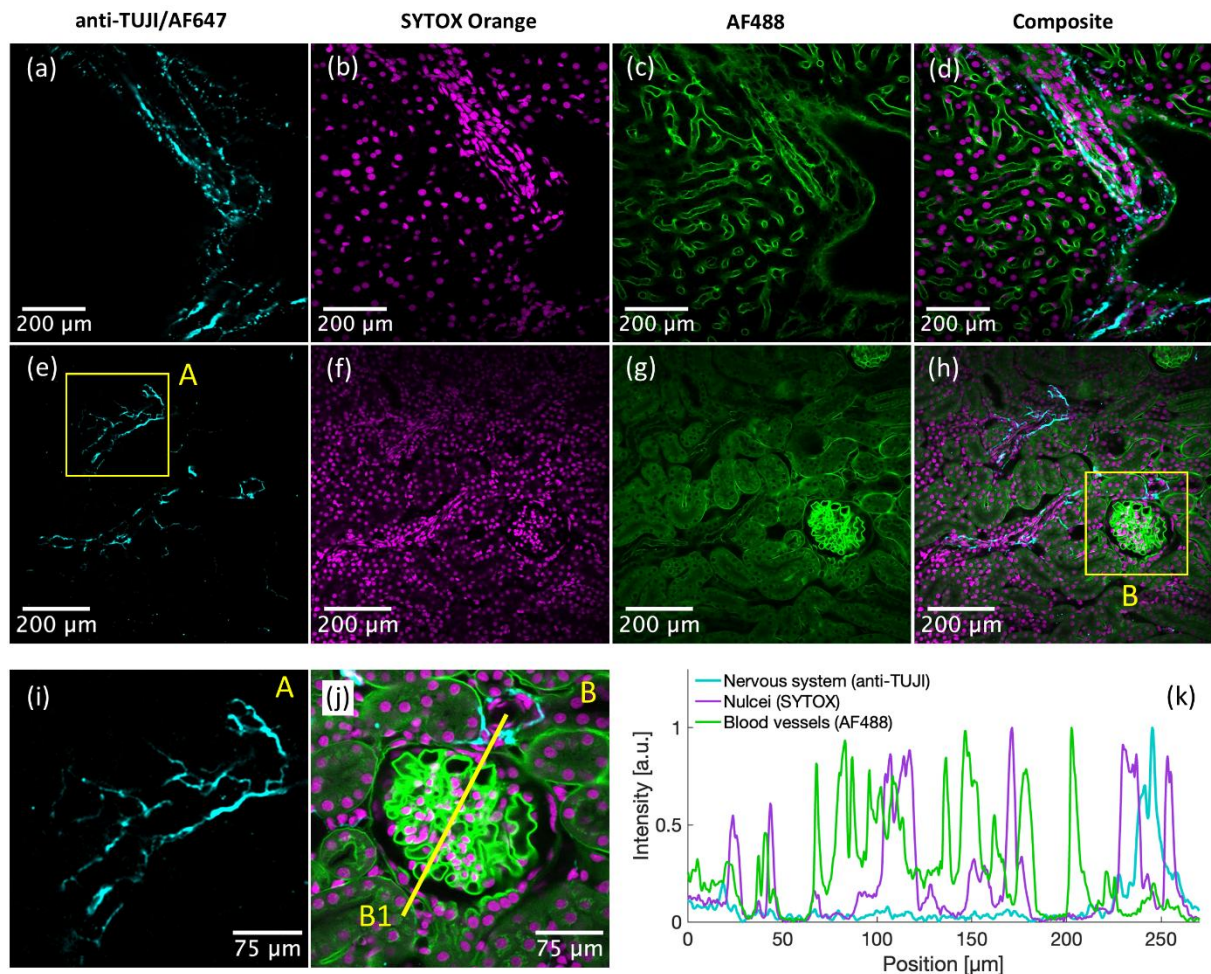 anti-TUJI/AF647 SYTOX Orange AF488 Composite
(a) (b) (c) (d)
200 µm 200 µm 200 µm 200 µm
(e) A (f) (g) (h)
B
200 µm 200 µm 200 µm 200 µm
(i) A (j) B (k)
Nervous system (anti-TUJI)
Nulcei (SYTOX)
Blood vessels (AF488)
1
0.5
0
Intensity [a.u.]
B1
75 µm 75 µm
0 50 100 150 200 250
Position [µm]